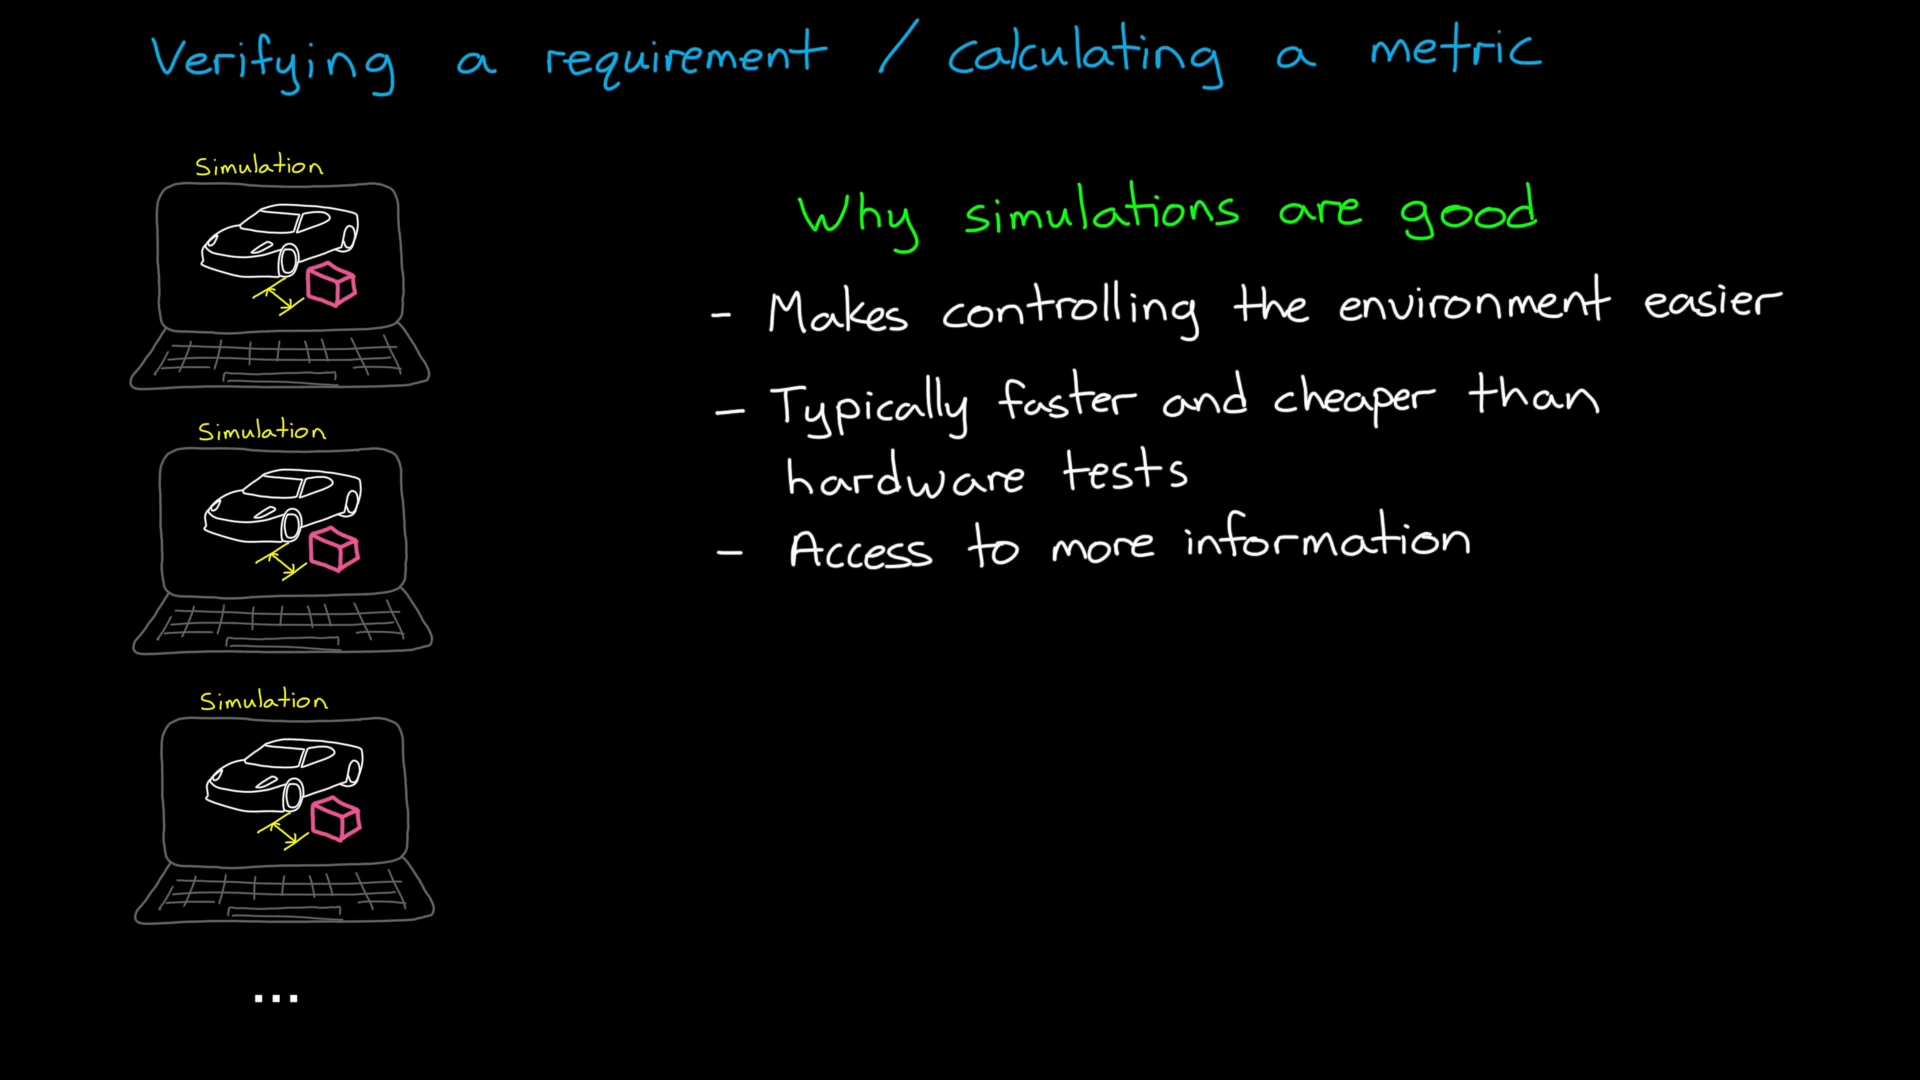 Verifying a requirement / calculating a metric
Simulation
Simulation
Simulation
...
Why simulations are good
- Makes controlling the environment easier
- Typically faster and cheaper than
hardware tests
- Access to more information